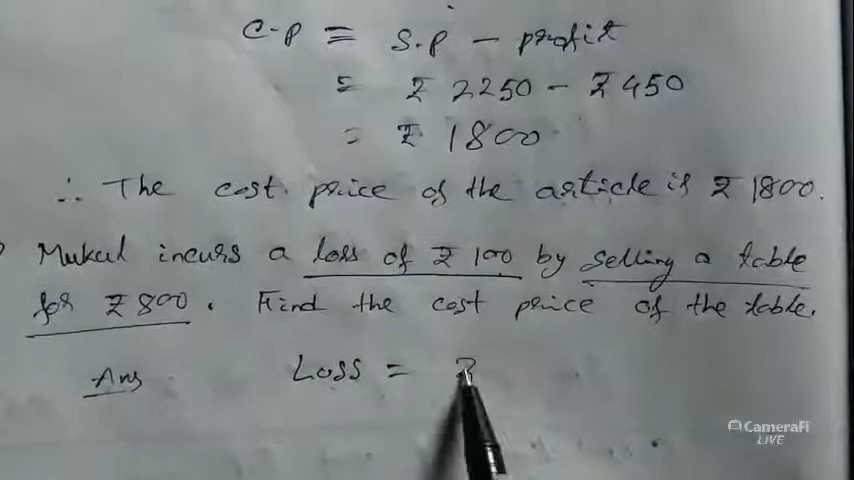 C.P = S.P - profit
= ₹ 2250 - ₹ 450
= ₹ 1800
∴ The cost price of the article is ₹ 1800.
Mukul incurs a loss of ₹ 100 by selling a table
for ₹ 800. Find the cost price of the table.
Ans Loss = ₹
CameraFi
LIVE